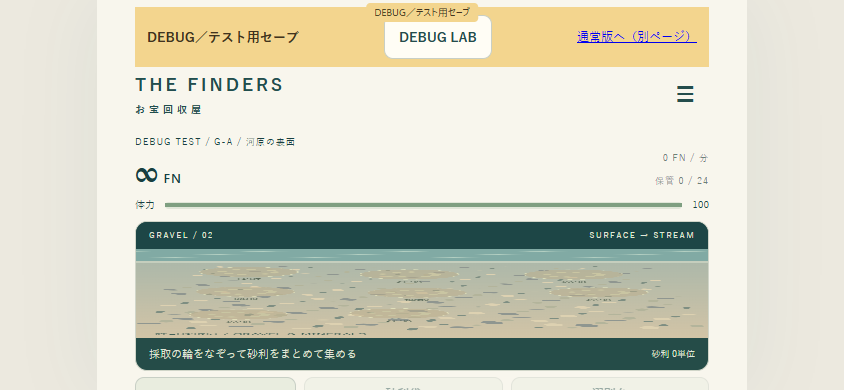 DEBUG／テスト用セーブ
DEBUG／テスト用セーブ
DEBUG LAB
通常版へ（別ページ）
THE FINDERS
お宝回収屋
DEBUG TEST / G-A / 河原の表面
0 FN / 分
∞ FN
保管 0 / 24
体力
100
GRAVEL / 02
SURFACE → STREAM
採取の輪をなぞって砂利をまとめて集める
砂利 0単位